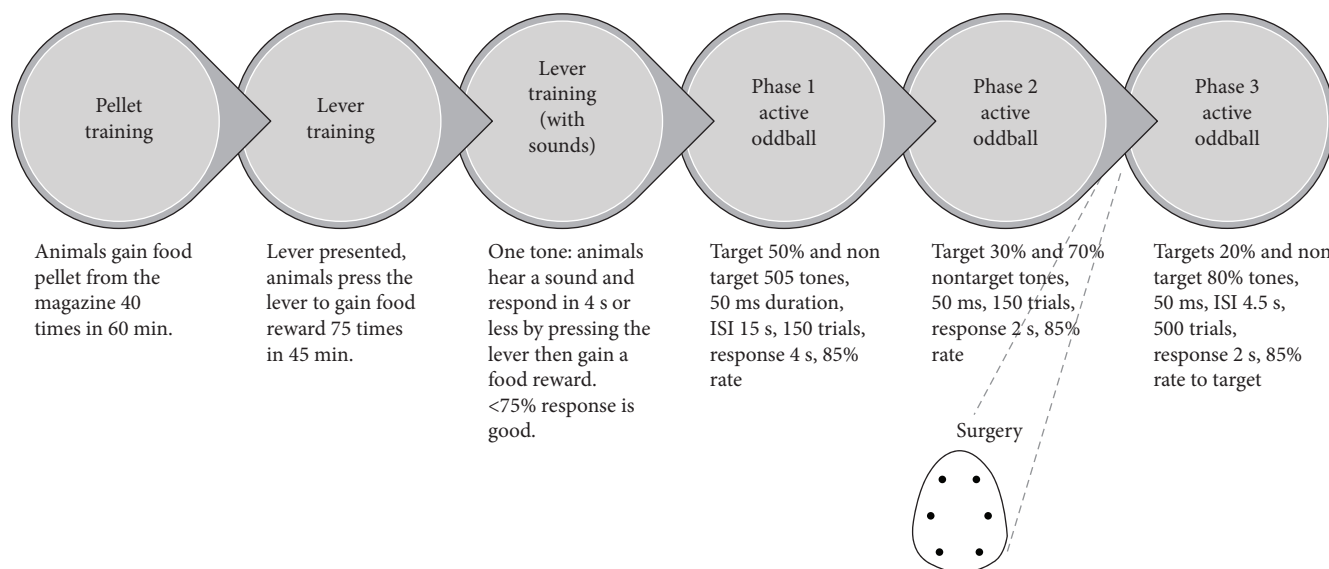 Pellet
training
Lever
training
Lever
training
(with
sounds)
Phase 1
active
oddball
Phase 2
active
oddball
Phase 3
active
oddball
Animals gain food
pellet from the
magazine 40
times in 60 min.
Lever presented,
animals press the
lever to gain food
reward 75 times
in 45 min.
One tone: animals
hear a sound and
respond in 4 s or
less by pressing the
lever then gain a
food reward.
<75% response is
good.
Target 50% and non
target 505 tones,
50 ms duration,
ISI 15 s, 150 trials,
response 4 s, 85%
rate
Target 30% and 70%
nontarget tones,
50 ms, 150 trials,
response 2 s, 85%
rate
Targets 20% and non
target 80% tones,
50 ms, ISI 4.5 s,
500 trials,
response 2 s, 85%
rate to target
Surgery